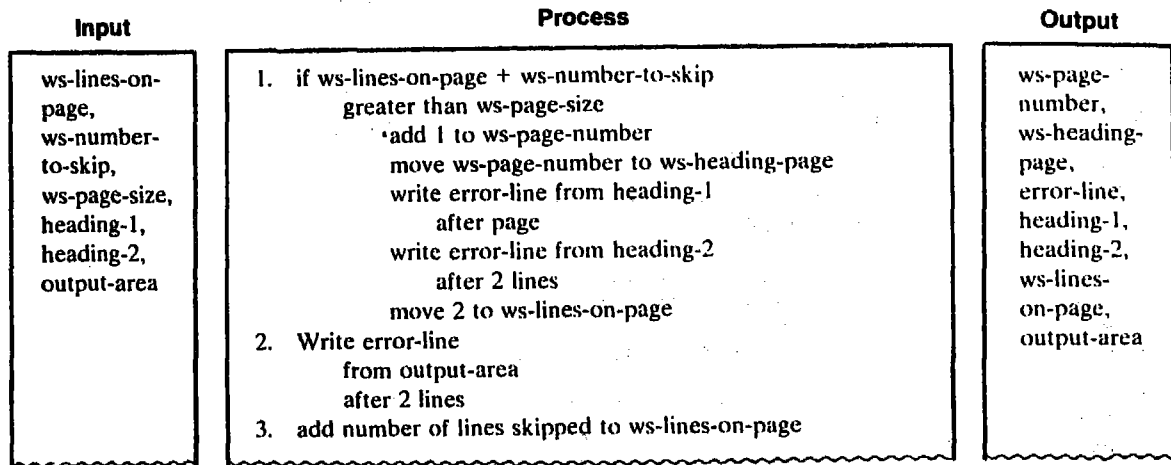 Input
ws-lines-on-
page,
ws-number-
to-skip,
ws-page-size,
heading-1,
heading-2,
output-area
Process
1. if ws-lines-on-page + ws-number-to-skip
greater than ws-page-size
add 1 to ws-page-number
move ws-page-number to ws-heading-page
write error-line from heading-1
after page
write error-line from heading-2
after 2 lines
move 2 to ws-lines-on-page
2. Write error-line
from output-area
after 2 lines
3. add number of lines skipped to ws-lines-on-page
Output
ws-page-
number,
ws-heading-
page,
error-line,
heading-1,
heading-2,
ws-lines-
on-page,
output-area